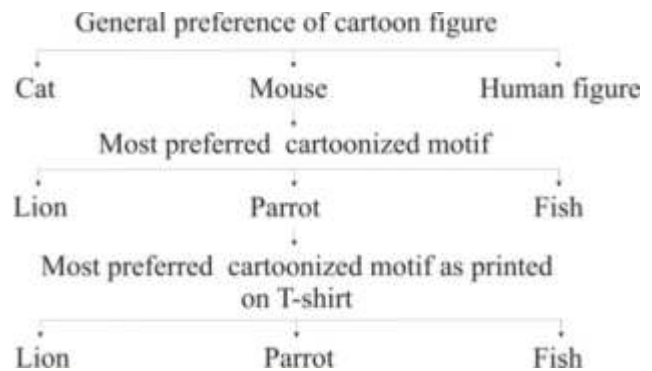 General preference of cartoon figure
Cat Mouse Human figure
Most preferred cartoonized motif
Lion Parrot Fish
Most preferred cartoonized motif as printed
on T-shirt
Lion Parrot Fish